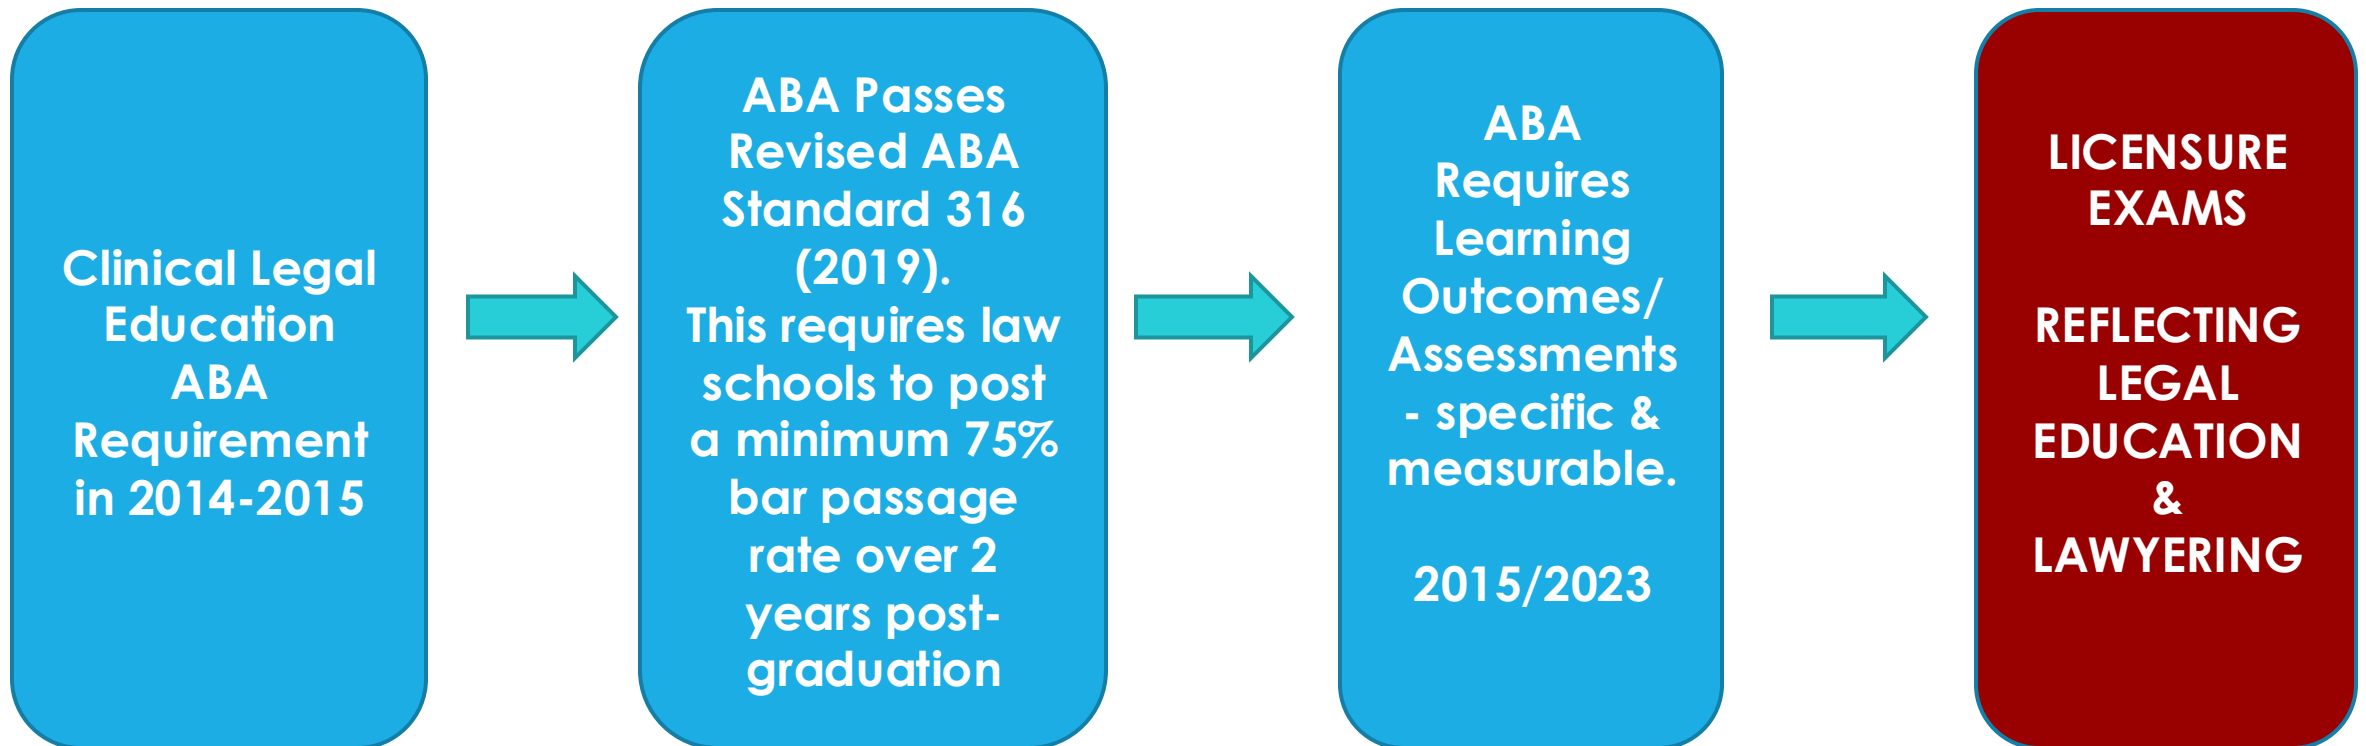 Clinical Legal
Education
ABA
Requirement
in 2014-2015
ABA Passes
Revised ABA
Standard 316
(2019).
This requires law
schools to post
a minimum 75%
bar passage
rate over 2
years post-
graduation
ABA
Requires
Learning
Outcomes/
Assessments
- specific &
measurable.
2015/2023
LICENSURE
EXAMS
REFLECTING
LEGAL
EDUCATION
&
LAWYERING